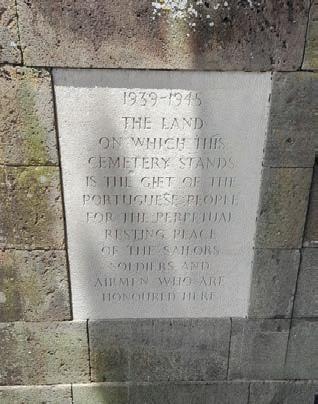 1939-1945
THE LAND
ON WHICH THIS
CEMETERY STANDS
IS THE GIFT OF THE
PORTUGUESE PEOPLE
FOR THE PERPETUAL
RESTING PLACE
OF THE SAILORS
SOLDIERS AND
AIRMEN WHO ARE
HONOURED HERE